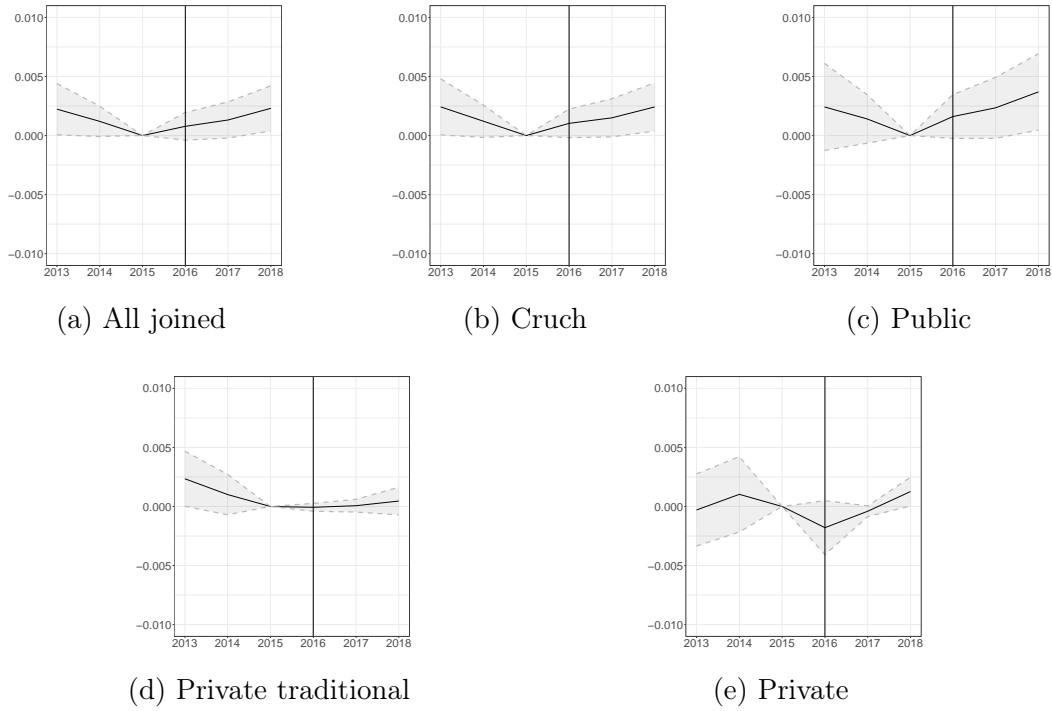 0.010 0.010 0.010
0.005 0.005 0.005
0.000 0.000 0.000
−0.005 −0.005 −0.005
−0.010 −0.010 −0.010
2013 2014 2015 2016 2017 2018 2013 2014 2015 2016 2017 2018 2013 2014 2015 2016 2017 2018
(a) All joined (b) Cruch (c) Public
0.010 0.010
0.005 0.005
0.000 0.000
−0.005 −0.005
−0.010 −0.010
2013 2014 2015 2016 2017 2018 2013 2014 2015 2016 2017 2018
(d) Private traditional (e) Private